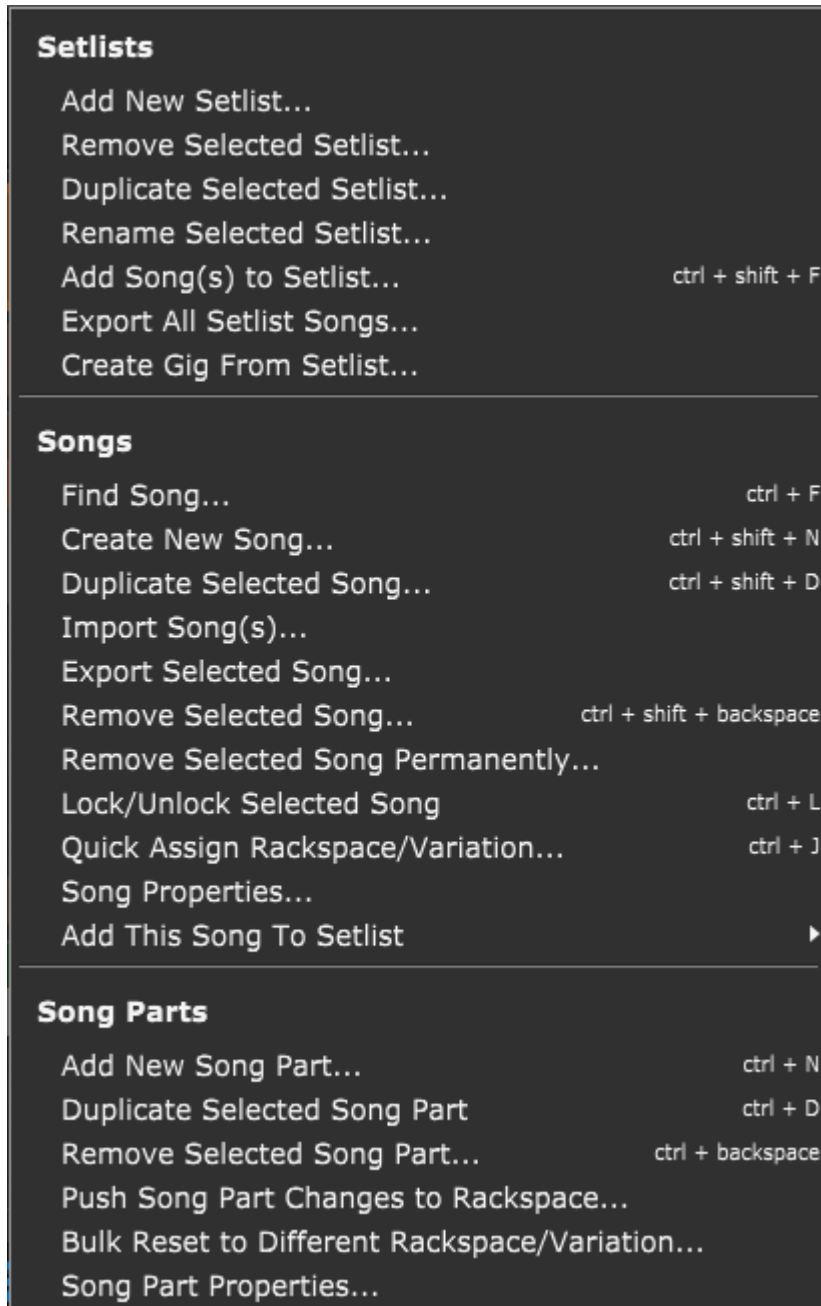 Setlists
Add New Setlist...
Remove Selected Setlist...
Duplicate Selected Setlist...
Rename Selected Setlist...
Add Song(s) to Setlist... ctrl + shift + F
Export All Setlist Songs...
Create Gig From Setlist...
Songs
Find Song... ctrl + F
Create New Song... ctrl + shift + N
Duplicate Selected Song... ctrl + shift + D
Import Song(s)...
Export Selected Song...
Remove Selected Song... ctrl + shift + backspace
Remove Selected Song Permanently...
Lock/Unlock Selected Song ctrl + L
Quick Assign Rackspace/Variation... ctrl + J
Song Properties...
Add This Song To Setlist
Song Parts
Add New Song Part... ctrl + N
Duplicate Selected Song Part ctrl + D
Remove Selected Song Part... ctrl + backspace
Push Song Part Changes to Rackspace...
Bulk Reset to Different Rackspace/Variation...
Song Part Properties...